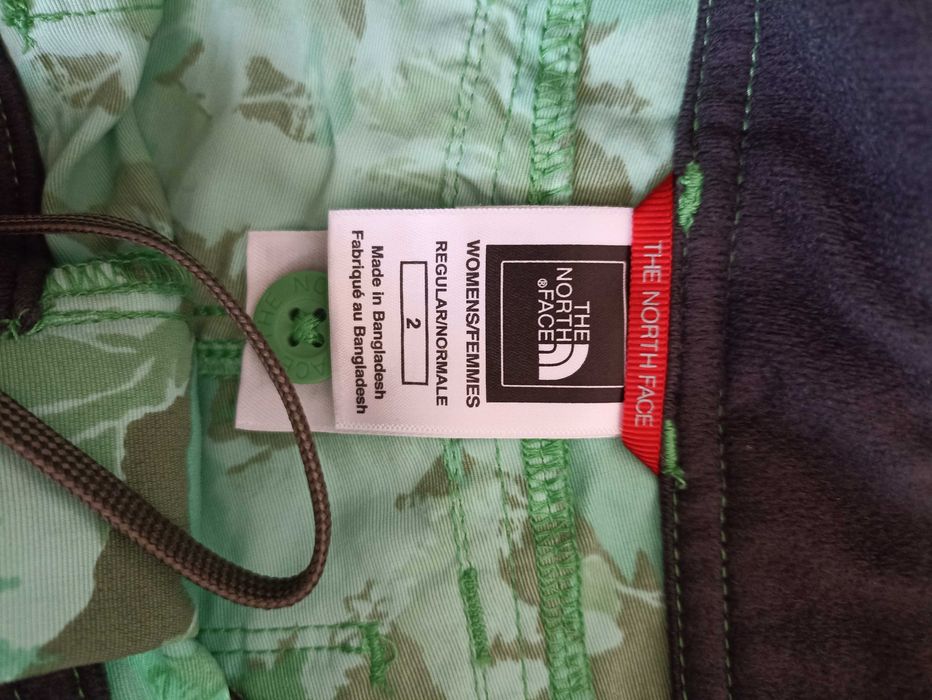 THE NORTH FACE
THE
NORTH
FACE®
WOMENS/FEMMES
REGULAR/NORMALE
2
Made in Bangladesh
Fabriqué au Bangladesh